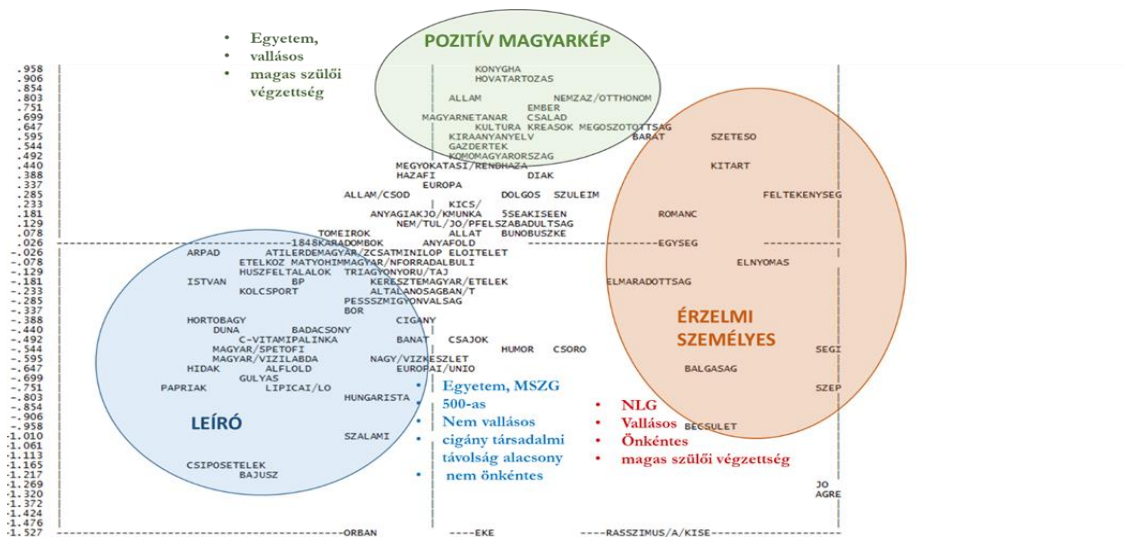 • Egyetem,
• vallásos
• magas szülői
végzettség
POZITÍV MAGYARKÉP
.958 | | KONYGHA |
.906 | HOVATARTOZAS |
.854 |
.803 | ALLAM NEMZAZ/OTTHONOM
.751 | EMBER
.699 | MAGYARNETANAR CSALAD
.647 | KULTURA KREASOK MEGOSZOTOTTSAG
.595 | KIRAANYANYELV BARAT SZETESO
.544 | GAZDERTEK
.492 | KOMOMAGYARORSZAG
.440 | MEGYOKATASI/RENDHAZA KITART
.388 | HAZAFI DIAK
.337 | EUROPA
.285 | ALLAM/CSOD DOLGOS SZULEIM FELTEKENYSEG
.233 | KICS/
.181 | ANYAGIAKJO/KMUNKA 5SEAKISEEN ROMANC
.129 | NEM/TUL/JO/PFELSZABADULTSAG
.078 | TOMEIROK ALLAT BUNOBUSZKE
.026 ------------------1848KARADOMBOK ANYAFOLD --------------EGYSEG ----------
-.026 | ARPAD ATILERDEMAGYAR/ZCSATMINILOP ELOITELET
-.078 | ETELKOZ MATYOHIMMAGYAR/NFORRADALBULI ELNYOMAS
-.129 | HUSZFELTALALOK TRIAGYONYORU/TAJ
-.181 | ISTVAN BP KERESZTEMAGYAR/ETELEK ELMARADOTTSAG
-.233 | KOLCSPORT ALTALANOSAGBAN/T
-.285 | PESSSZMIGYONVALSAG
-.337 | BOR
-.388 | HORTOBAGY CIGANY
-.440 | DUNA BADACSONY
-.492 | C-VITAMIPALINKA BANAT CSAJOK
-.544 | MAGYAR/SPETOFI HUMOR CSORO SEGI
-.595 | MAGYAR/VIZILABDA NAGY/VIZKESZLET
-.647 | HIDAK ALFLOLD EUROPAI/UNIO BALGASAG
-.699 | GULYAS
-.751 | PAPRIAK LIPICAI/LO SZEP
-.803 | HUNGARISTA
-.854 |
-.906 |
-.958 | BECSULET
-1.010 | SZALAMI
-1.061 |
-1.113 |
-1.165 | CSIPOSETELEK
-1.217 | BAJUSZ
-1.269 | JO
-1.320 | AGRE
-1.372 |
-1.424 |
-1.476 |
-1.527 ----------------------ORBAN ----EKE -----RASSZIMUS/A/KISE------
ÉRZELMI
SZEMÉLYES
LEÍRÓ
• Egyetem, MSZG
• 500-as
• Nem vallásos
• cigány társadalmi
távolság alacsony
• nem önkéntes
• NLG
• Vallásos
• Önkéntes
• magas szülői végzettség